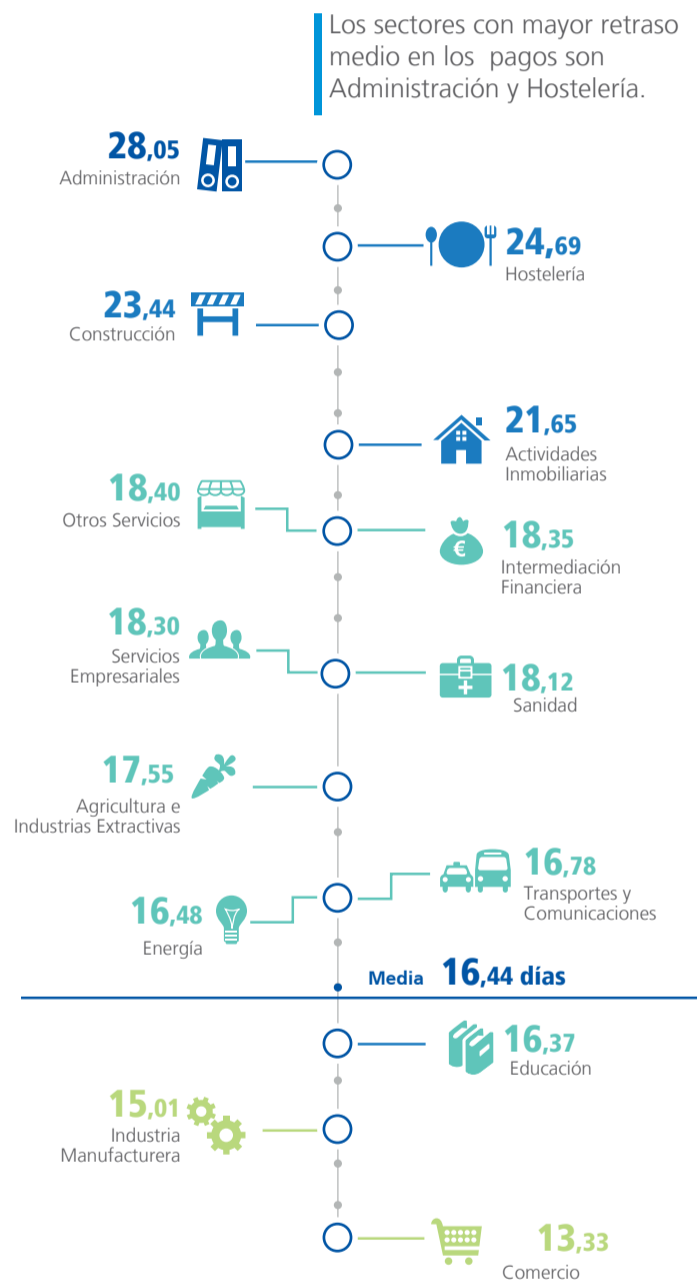 Los sectores con mayor retraso
medio en los pagos son
Administración y Hostelería.
28,05
Administración
24,69
Hostelería
23,44
Construcción
21,65
Actividades
Inmobiliarias
18,40
Otros Servicios
18,35
Intermediación
Financiera
€
18,30
Servicios
Empresariales
18,12
Sanidad
17,55
Agricultura e
Industrias Extractivas
16,78
Transportes y
Comunicaciones
16,48
Energía
Media 16,44 días
16,37
Educación
15,01
Industria
Manufacturera
13,33
Comercio